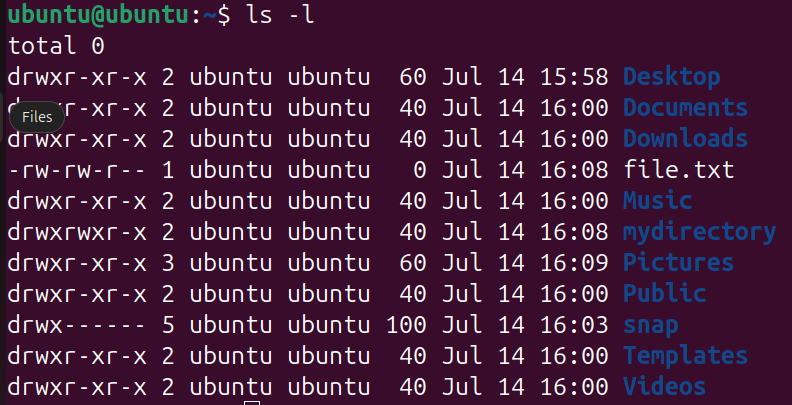 ubuntu@ubuntu:~$ ls -l
total 0
drwxr-xr-x 2 ubuntu ubuntu  60 Jul 14 15:58 Desktop
drwxr-xr-x 2 ubuntu ubuntu  40 Jul 14 16:00 Documents
Files
drwxr-xr-x 2 ubuntu ubuntu  40 Jul 14 16:00 Downloads
-rw-rw-r-- 1 ubuntu ubuntu   0 Jul 14 16:08 file.txt
drwxr-xr-x 2 ubuntu ubuntu  40 Jul 14 16:00 Music
drwxrwxr-x 2 ubuntu ubuntu  40 Jul 14 16:08 mydirectory
drwxr-xr-x 3 ubuntu ubuntu  60 Jul 14 16:09 Pictures
drwxr-xr-x 2 ubuntu ubuntu  40 Jul 14 16:00 Public
drwx------ 5 ubuntu ubuntu 100 Jul 14 16:03 snap
drwxr-xr-x 2 ubuntu ubuntu  40 Jul 14 16:00 Templates
drwxr-xr-x 2 ubuntu ubuntu  40 Jul 14 16:00 Videos